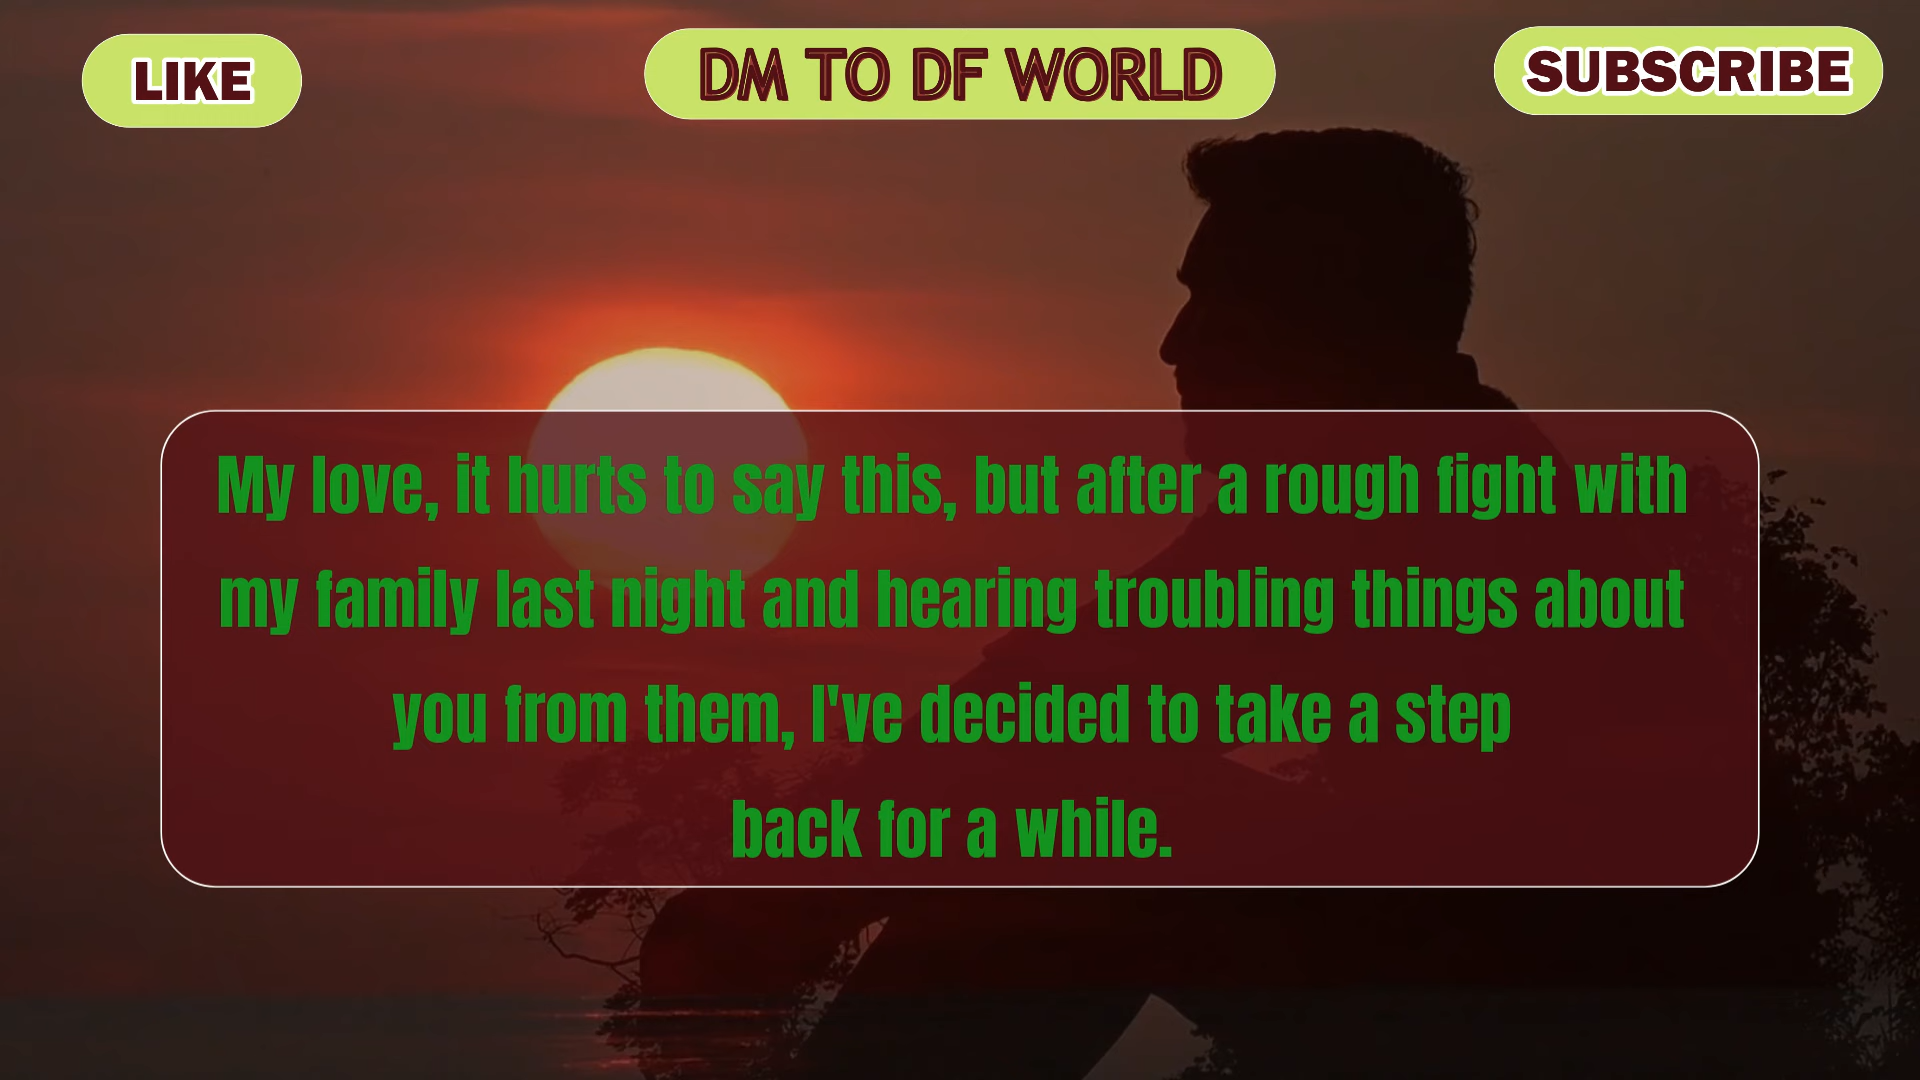 LIKE
DM TO DF WORLD
SUBSCRIBE
My love, it hurts to say this, but after a rough fight with
my family last night and hearing troubling things about
you from them, I've decided to take a step
back for a while.